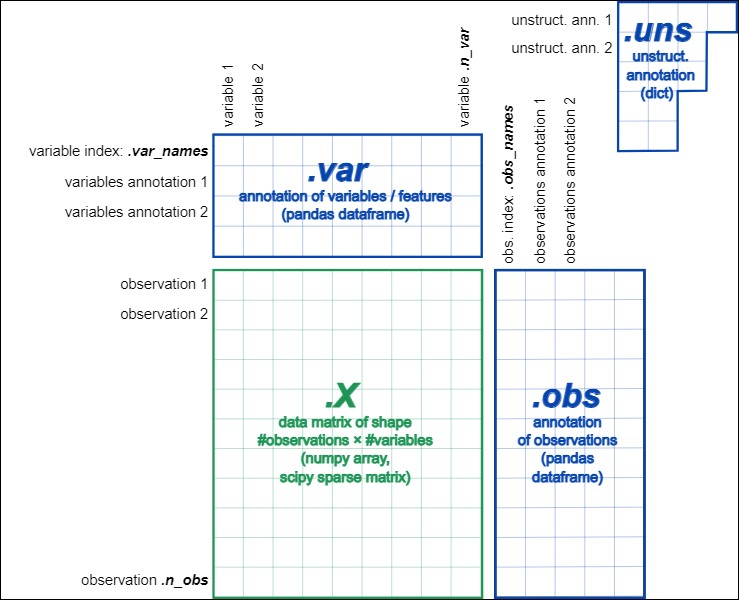 unstruct. ann. 1
unstruct. ann. 2
.uns
unstruct.
annotation
(dict)
variable 1
variable 2
variable .n_var
variable index: .var_names
variables annotation 1
variables annotation 2
.var
annotation of variables / features
(pandas dataframe)
obs. index: .obs_names
observations annotation 1
observations annotation 2
observation 1
observation 2
observation .n_obs
.X
data matrix of shape
#observations × #variables
(numpy array,
scipy sparse matrix)
.obs
annotation
of observations
(pandas
dataframe)